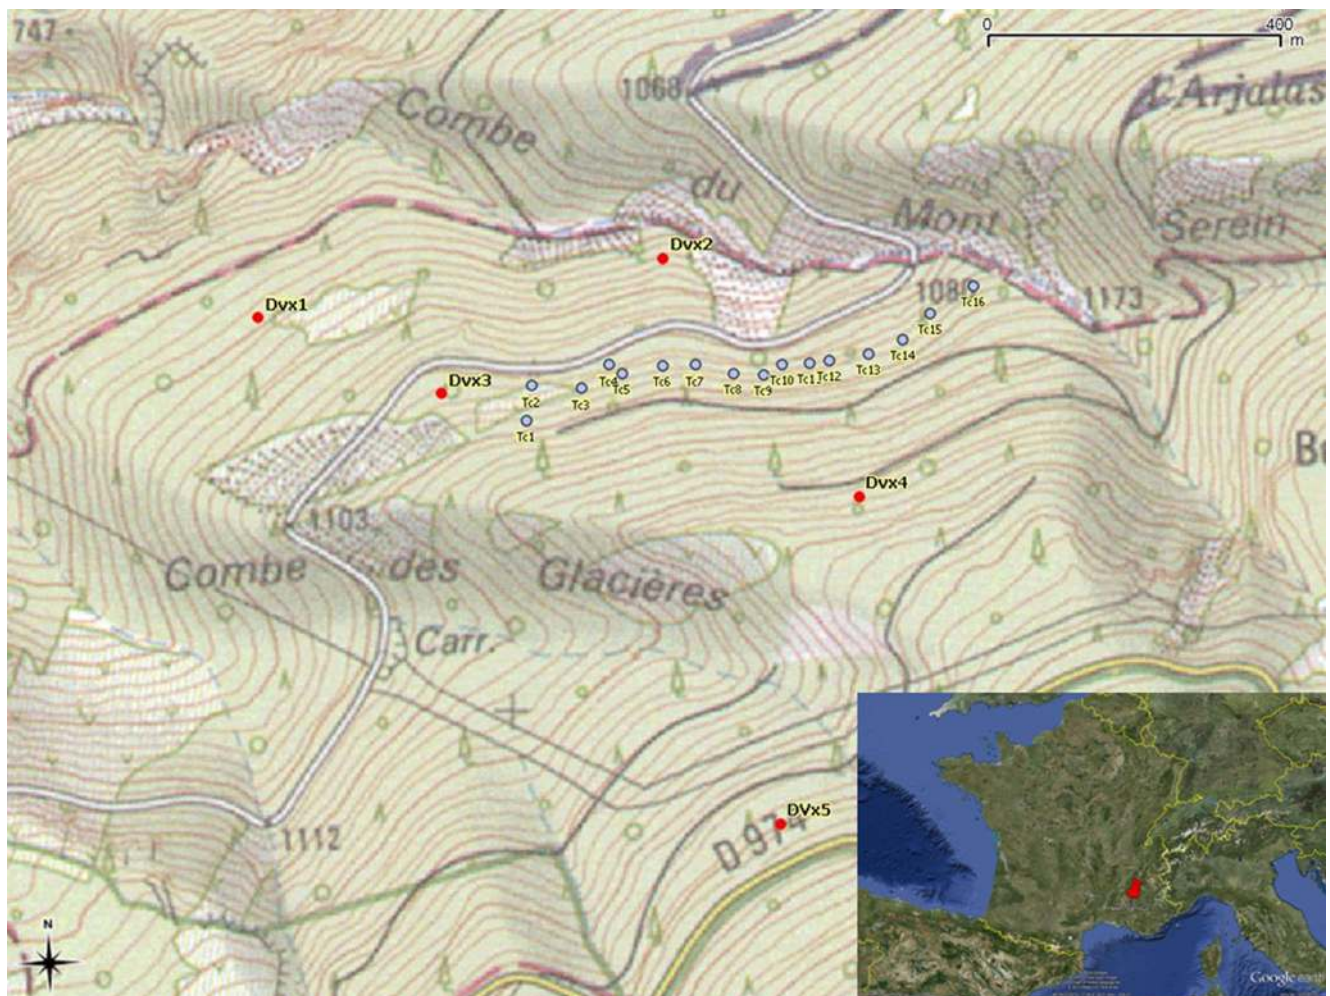 747
0 400
m
1068
L'Arjalas
Combe
du
Mont
Serein
Dvx2
Tc16
Dvx1
1173
Tc15
Tc14
Tc13
Dvx3
Tc2
Tc3
Tc4
Tc5
Tc6
Tc7
Tc8
Tc9
Tc10
Tc12
Tc1
Dvx4
1103
Combe des Glacières
Carr.
DVx5
D 974
1112
N
Google earth